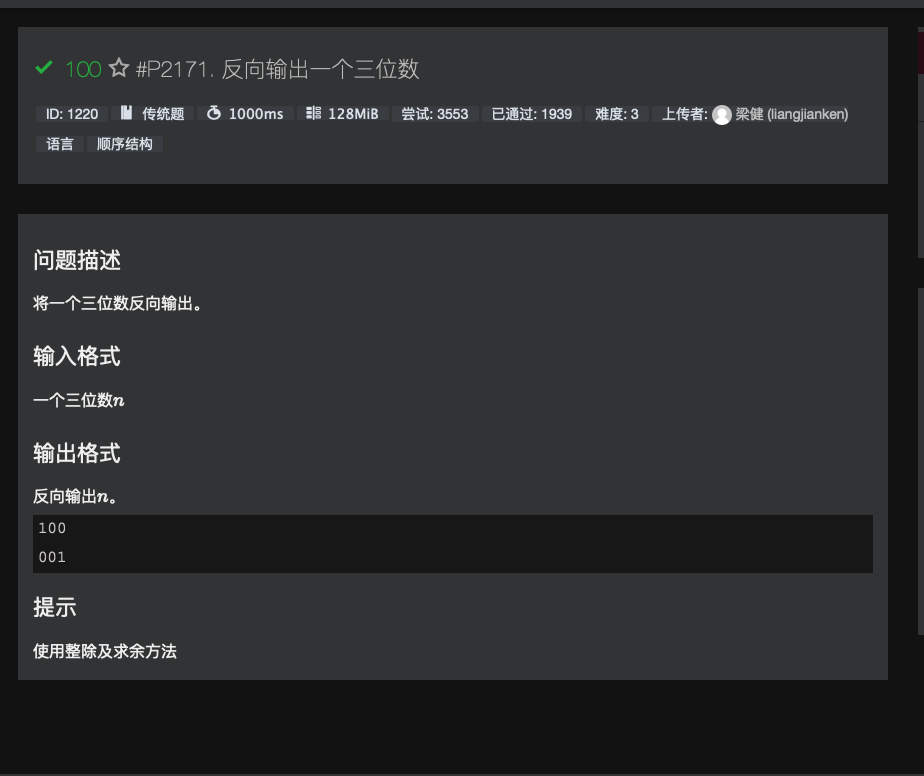 100 #P2171. 反向输出一个三位数
ID: 1220 传统题 1000ms 128MiB 尝试: 3553 已通过: 1939 难度: 3 上传者: 梁健 (liangjianken)
语言 顺序结构
问题描述
将一个三位数反向输出。
输入格式
一个三位数n
输出格式
反向输出n。
100
001
提示
使用整除及求余方法